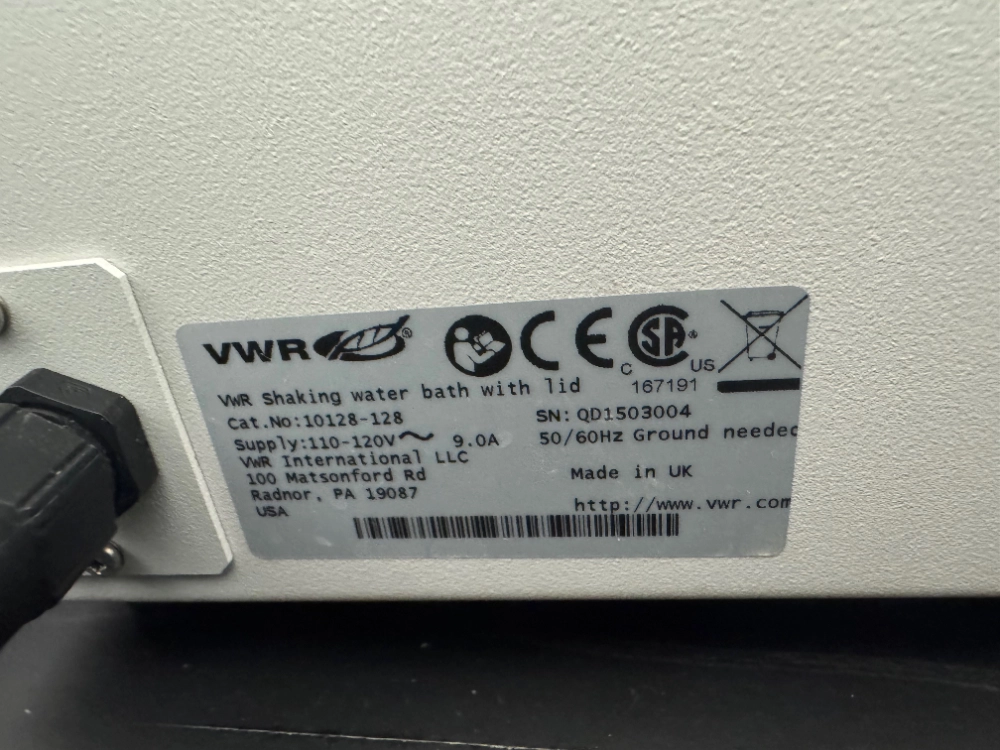 VWR®
CE
C SA® US
167191
VWR Shaking water bath with lid
Cat.No:10128-128
SN: QD1503004
Supply:110-120V~ 9.0A 50/60Hz Ground needed
VWR International LLC
100 Matsonford Rd
Made in UK
Radnor, PA 19087
USA
http://www.vwr.com